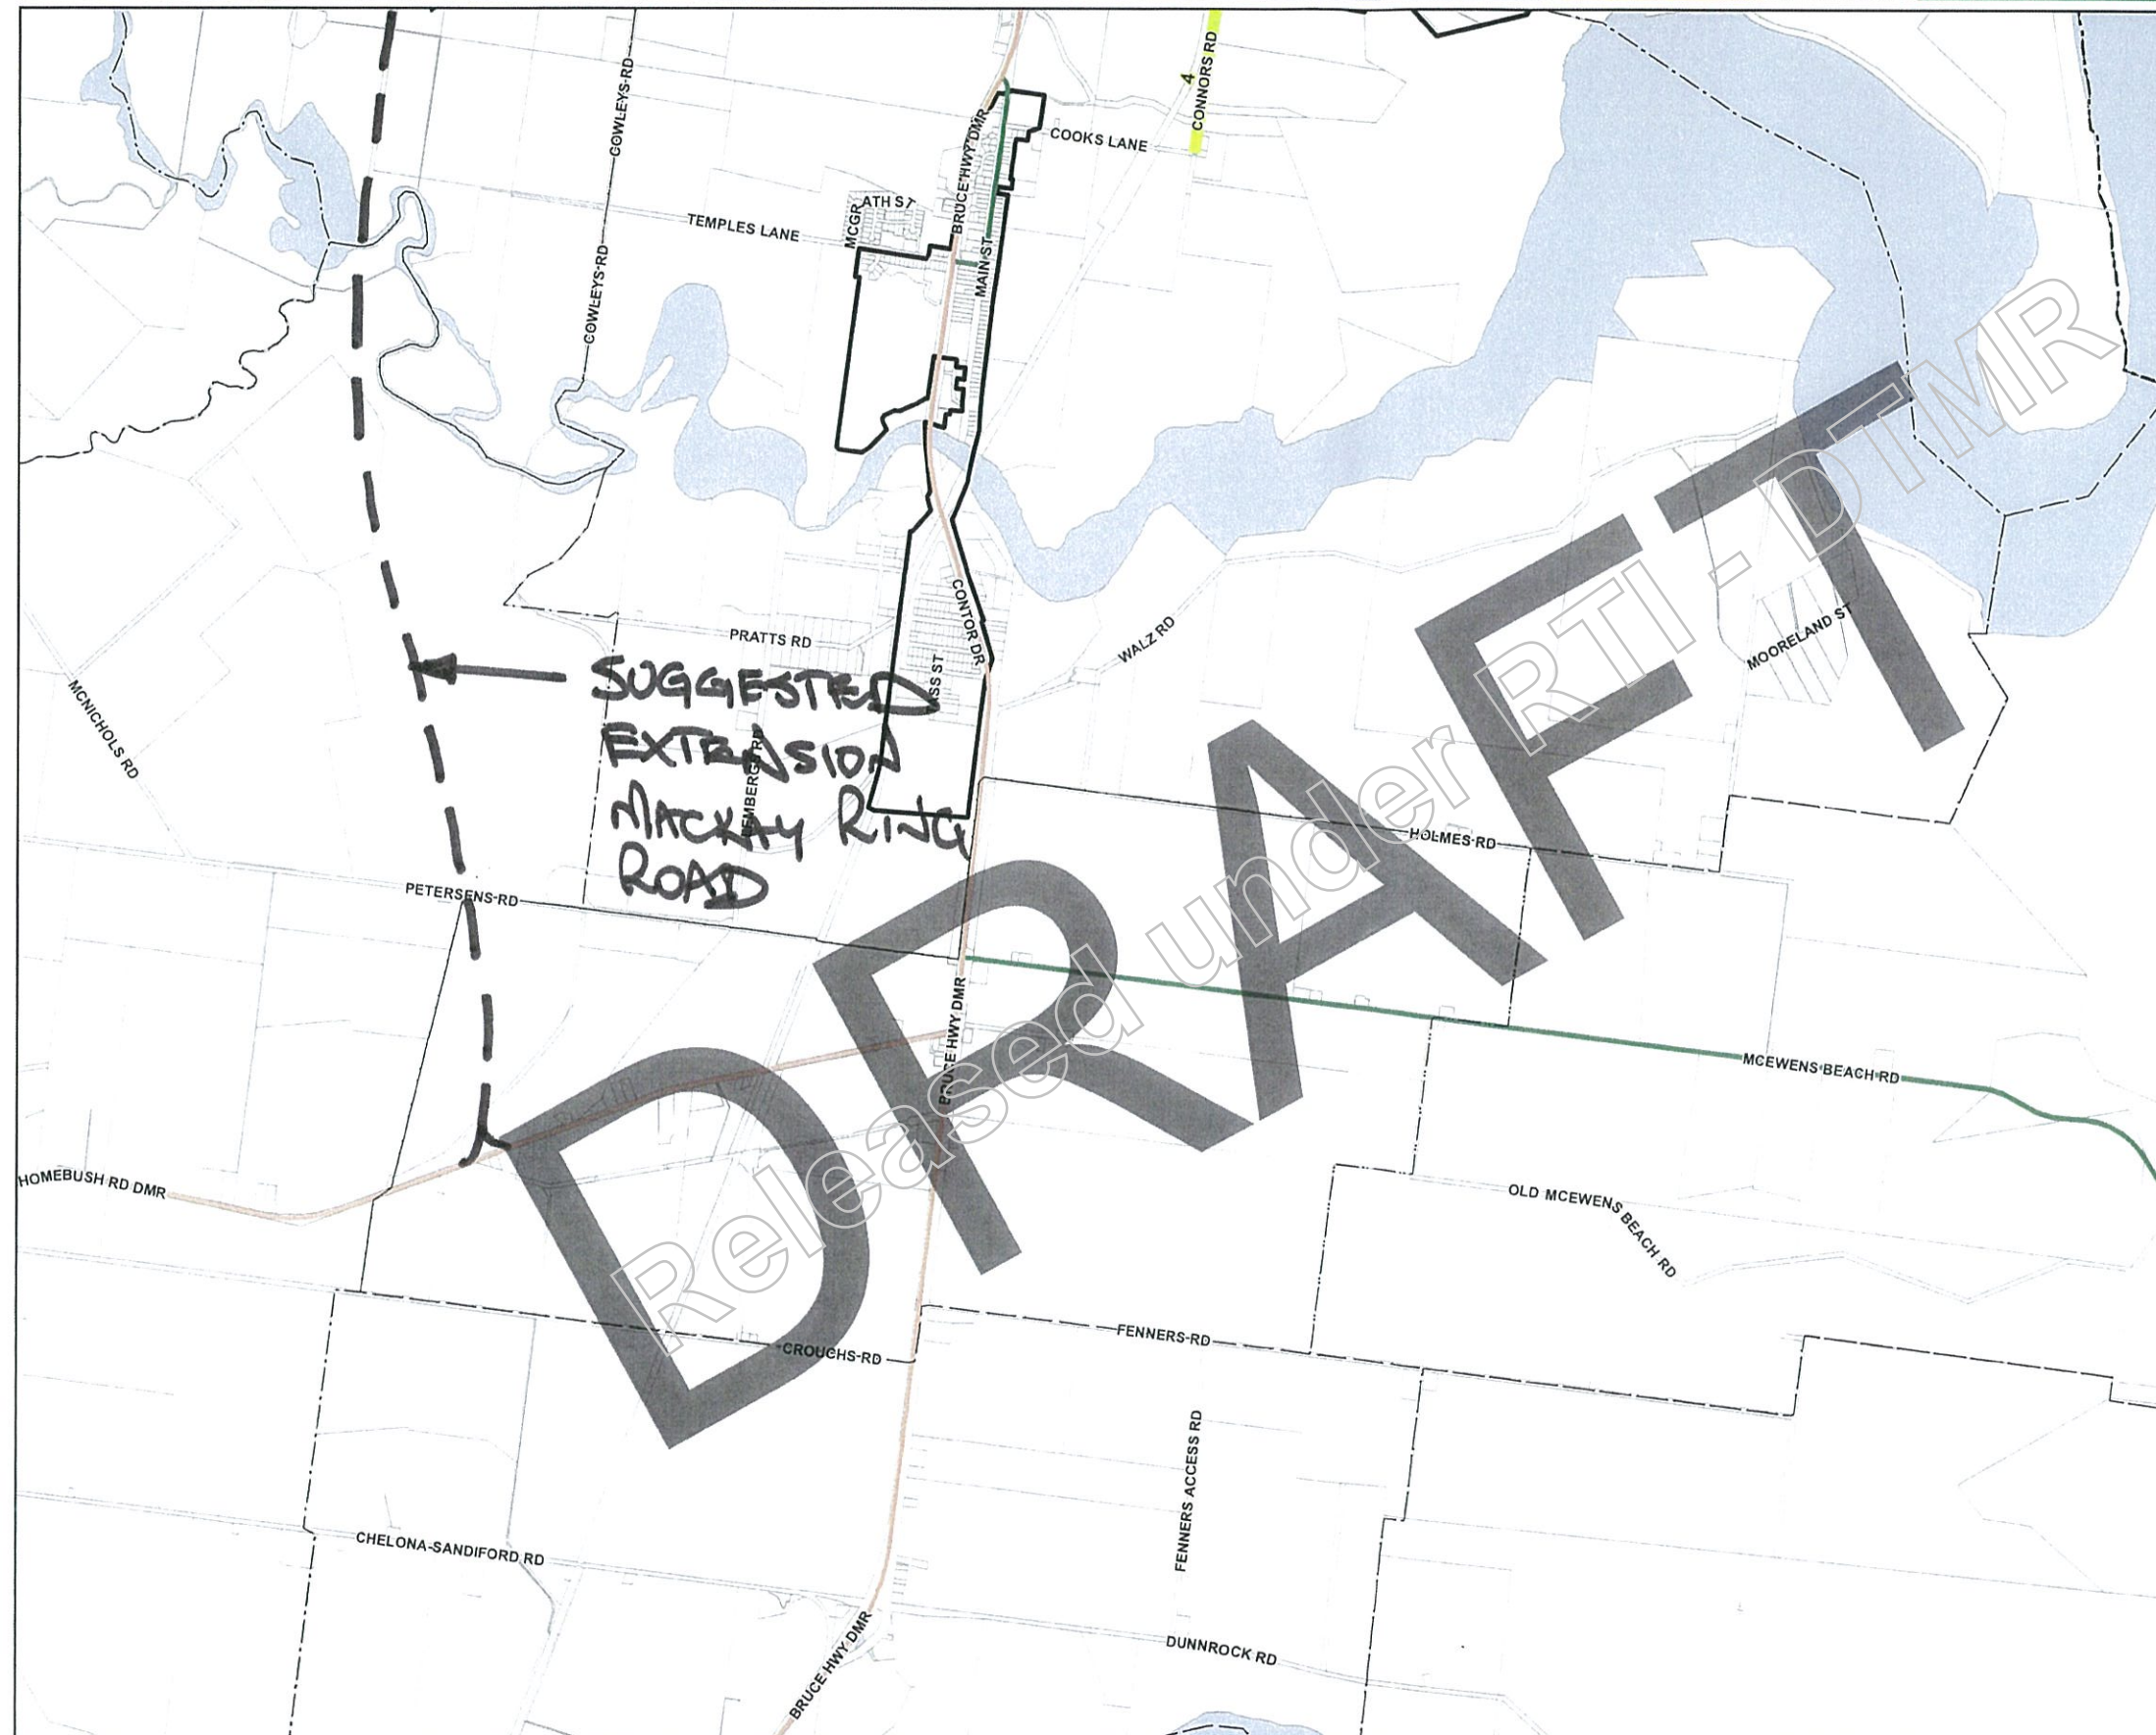 COWLEYS-RD
BRUCE HWY DMR
4
CONNORS RD
COOKS LANE
TEMPLES LANE
MCGR
ATH ST
MAIN ST
COWLEYS-RD
CONTOR DR
PRATTS RD
WALZ RD
MOORELAND ST
SUGGESTED
EXTENSION
MACKAY RING
ROAD
MCNICHOLS RD
HOLMES-RD
PETERSENS-RD
BRUCE HWY DMR
MCEWENS BEACH RD
HOMEBUSH RD DMR
OLD MCEWENS BEACH RD
FENNERS-RD
CROUCHS-RD
FENNERS ACCESS RD
CHELONA-SANDIFORD RD
DUNNROCK RD
BRUCE HWY DMR
DRAFT
Released under RTI - DTMR